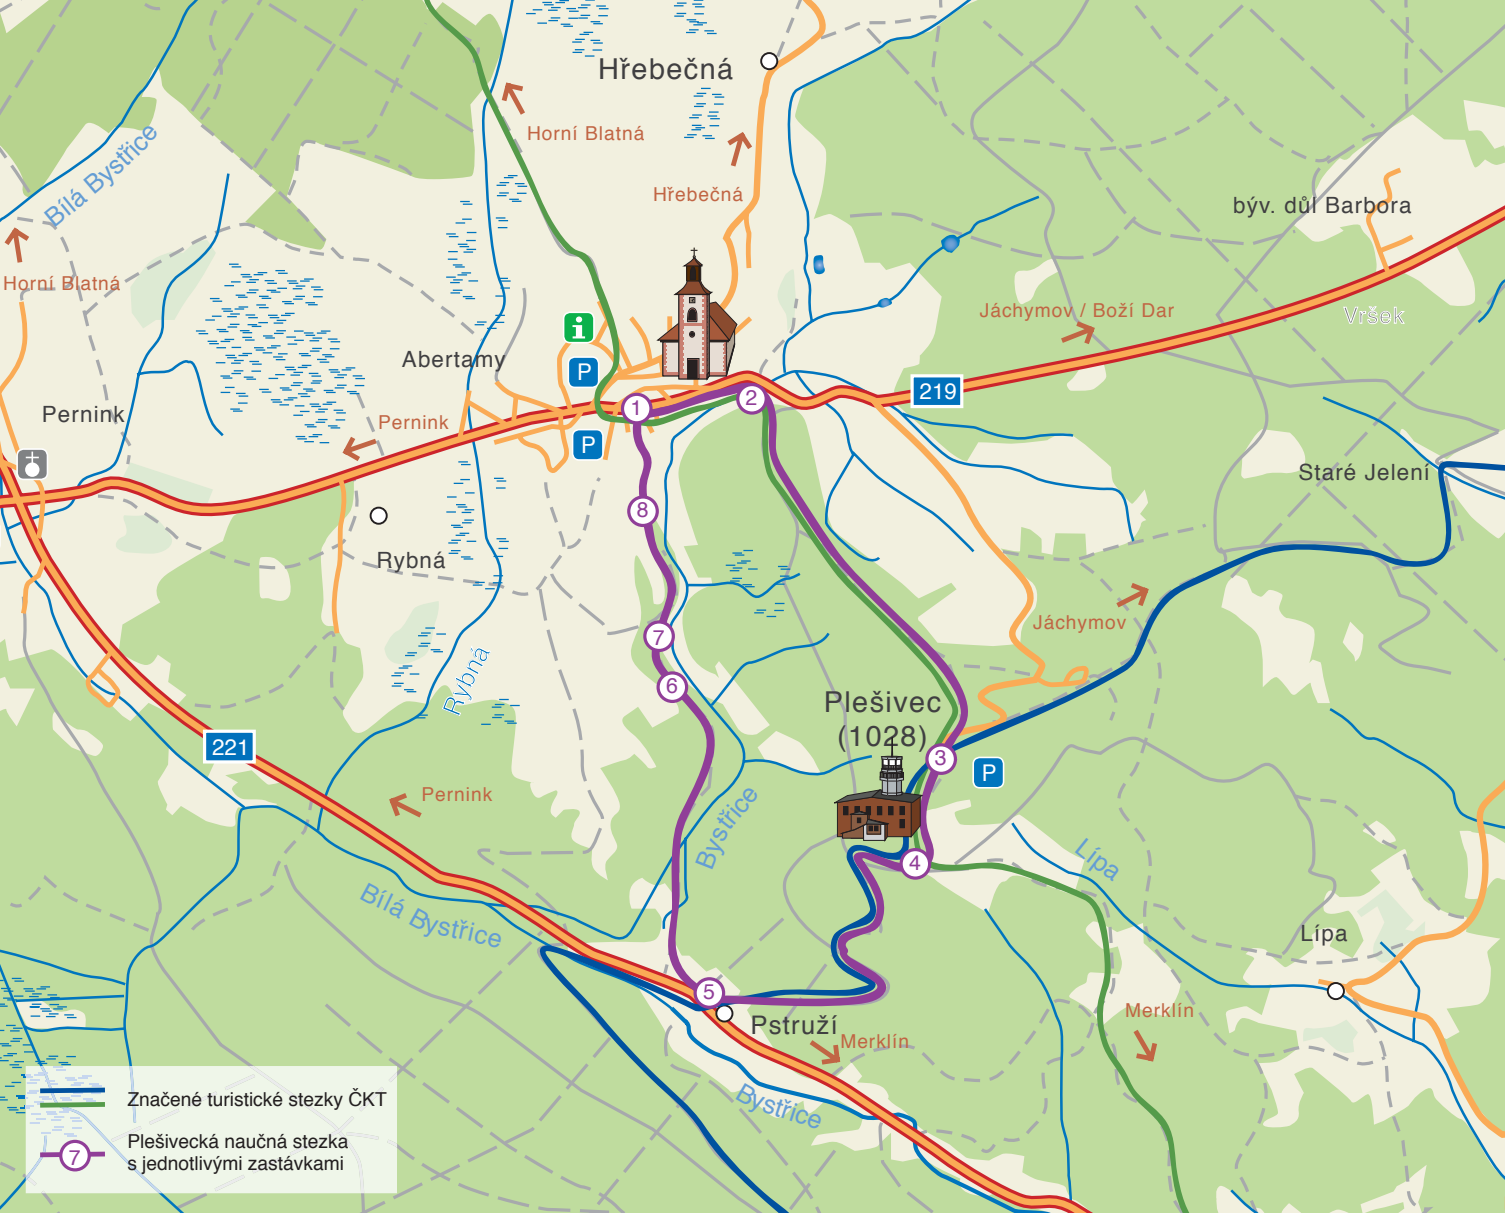 Hřebečná
Horní Blatná
Bílá Bystřice
Hřebečná
býv. důl Barbora
Horní Blatná
Jáchymov / Boží Dar
Vršek
i
Abertamy
P
219
Pernink
Pernink
1
2
P
Staré Jelení
8
Rybná
Jáchymov
7
Rybná
6
Plešivec
(1028)
221
3
P
Pernink
Bystřice
4
Lípa
Bílá Bystřice
Lípa
5
Pstruží
Merklín
Merklín
Bystřice
Značené turistické stezky ČKT
7
Plešivecká naučná stezka
s jednotlivými zastávkami